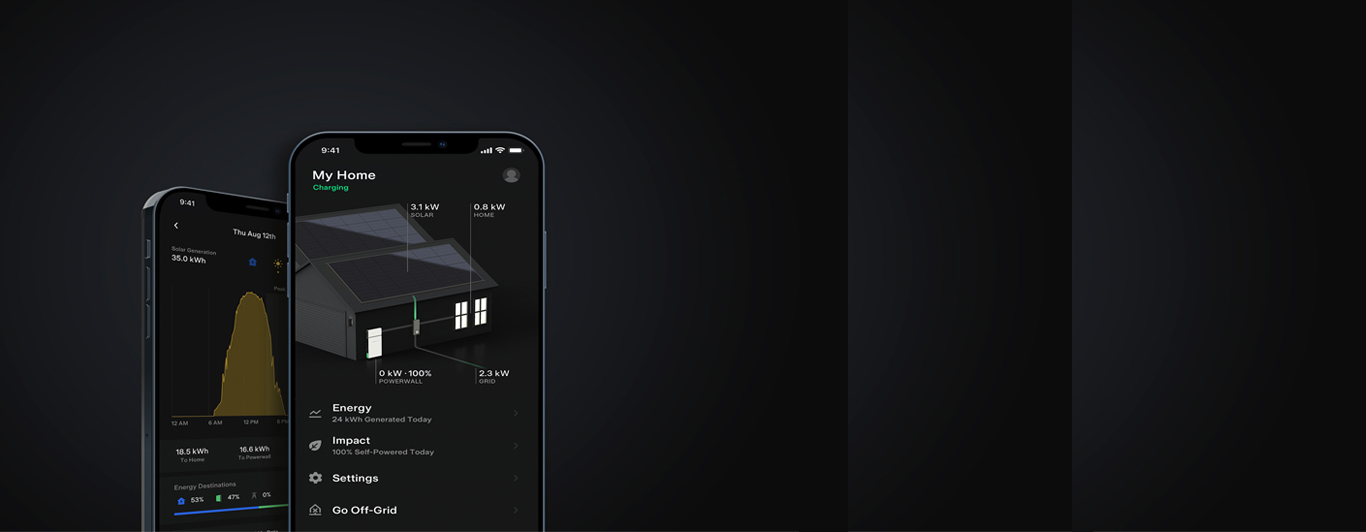 9:41
Thu Aug 12th
Solar Generation
35.0 kWh
12 AM
6 AM
12 PM
18.5 kWh
To Home
16.6 kWh
To Powerwall
Energy Destinations
53%
47%
0%
9:41
My Home
Charging
3.1 kW
SOLAR
0.8 kW
HOME
0 kW · 100%
POWERWALL
2.3 kW
GRID
Energy
24 kWh Generated Today
Impact
100% Self-Powered Today
Settings
Go Off-Grid